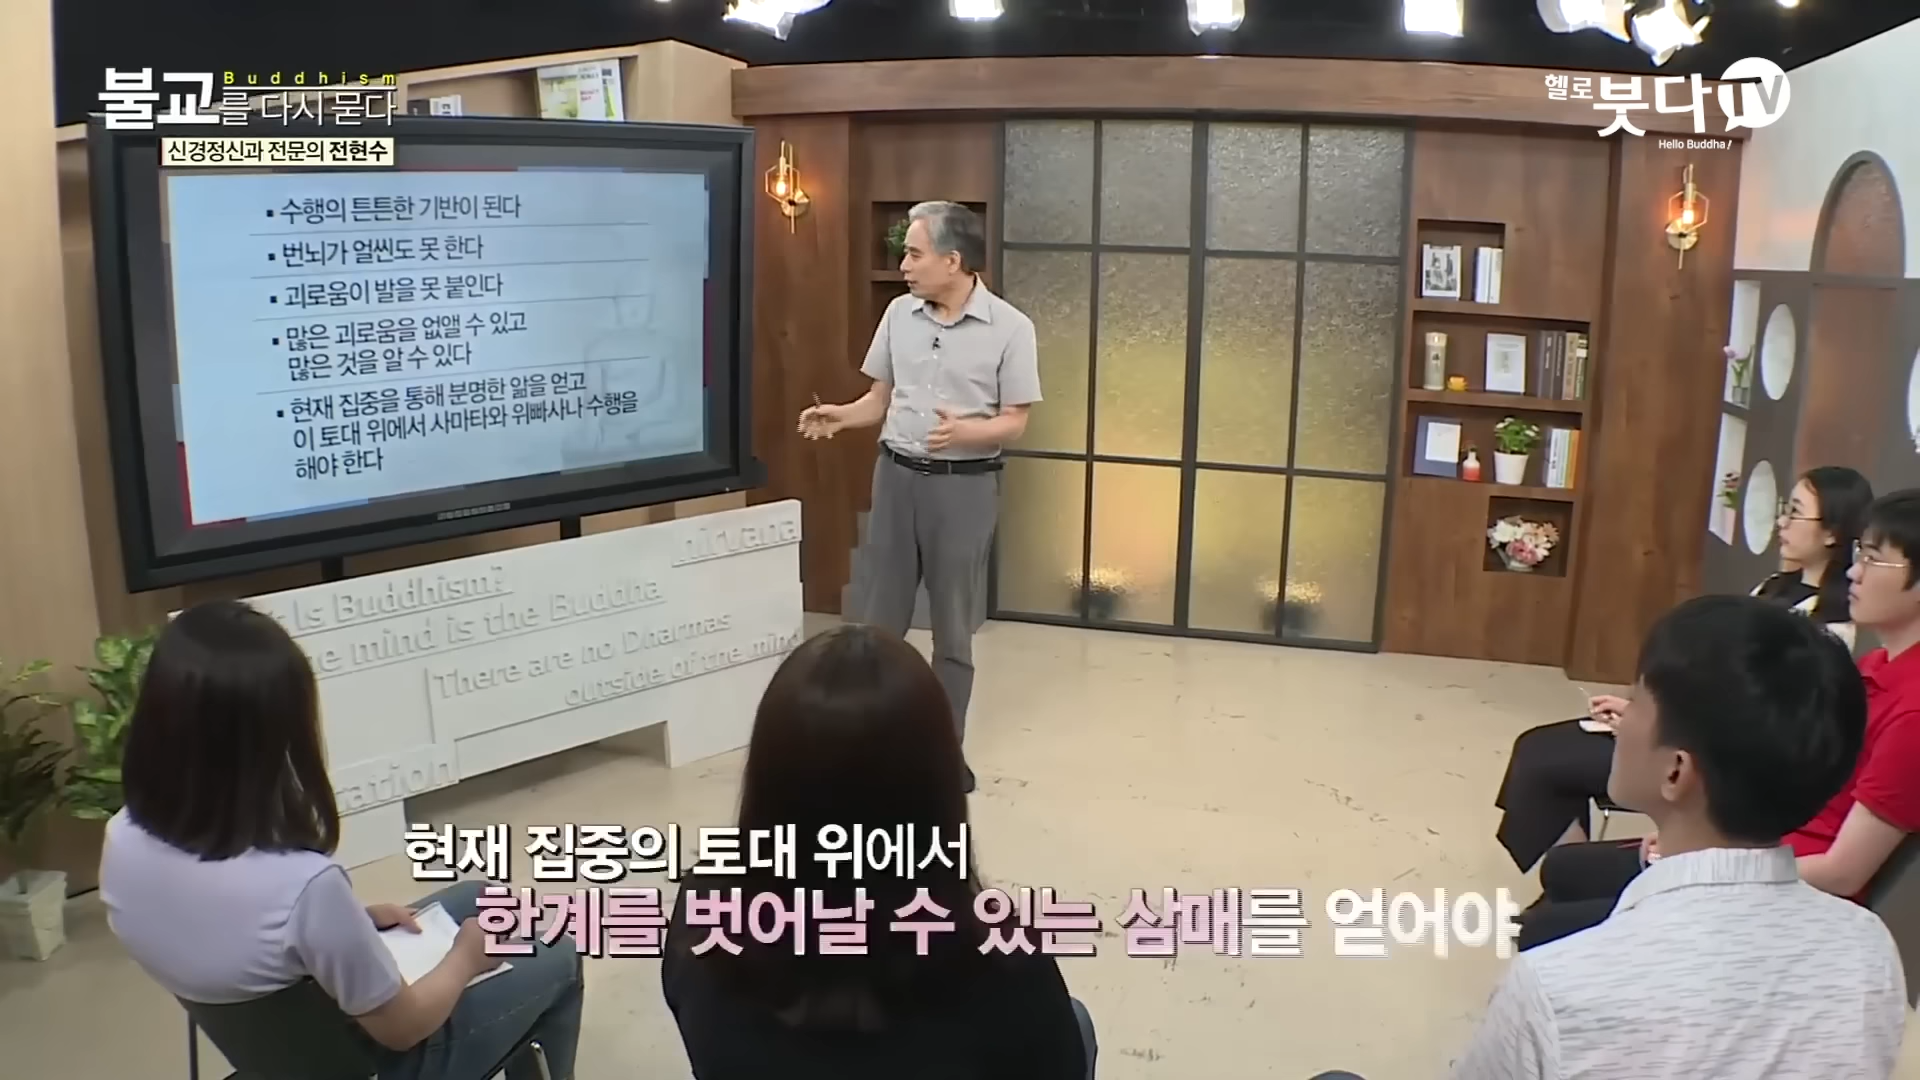 Buddhism
불교를 다시 묻다
신경정신과 전문의 전현수
헬로붓다TV
Hello Buddha!
▪ 수행의 튼튼한 기반이 된다
▪ 번뇌가 얼씬도 못 한다
▪ 괴로움이 발을 못 붙인다
▪ 많은 괴로움을 없앨 수 있고
많은 것을 알 수 있다
▪ 현재 집중을 통해 분명한 앎을 얻고
이 토대 위에서 사마타와 위빠사나 수행을
해야 한다
nirvana
Is Buddhism?
mind is the Buddha
There are no Dharmas
outside of the mind
현재 집중의 토대 위에서
한계를 벗어날 수 있는 삼매를 얻어야